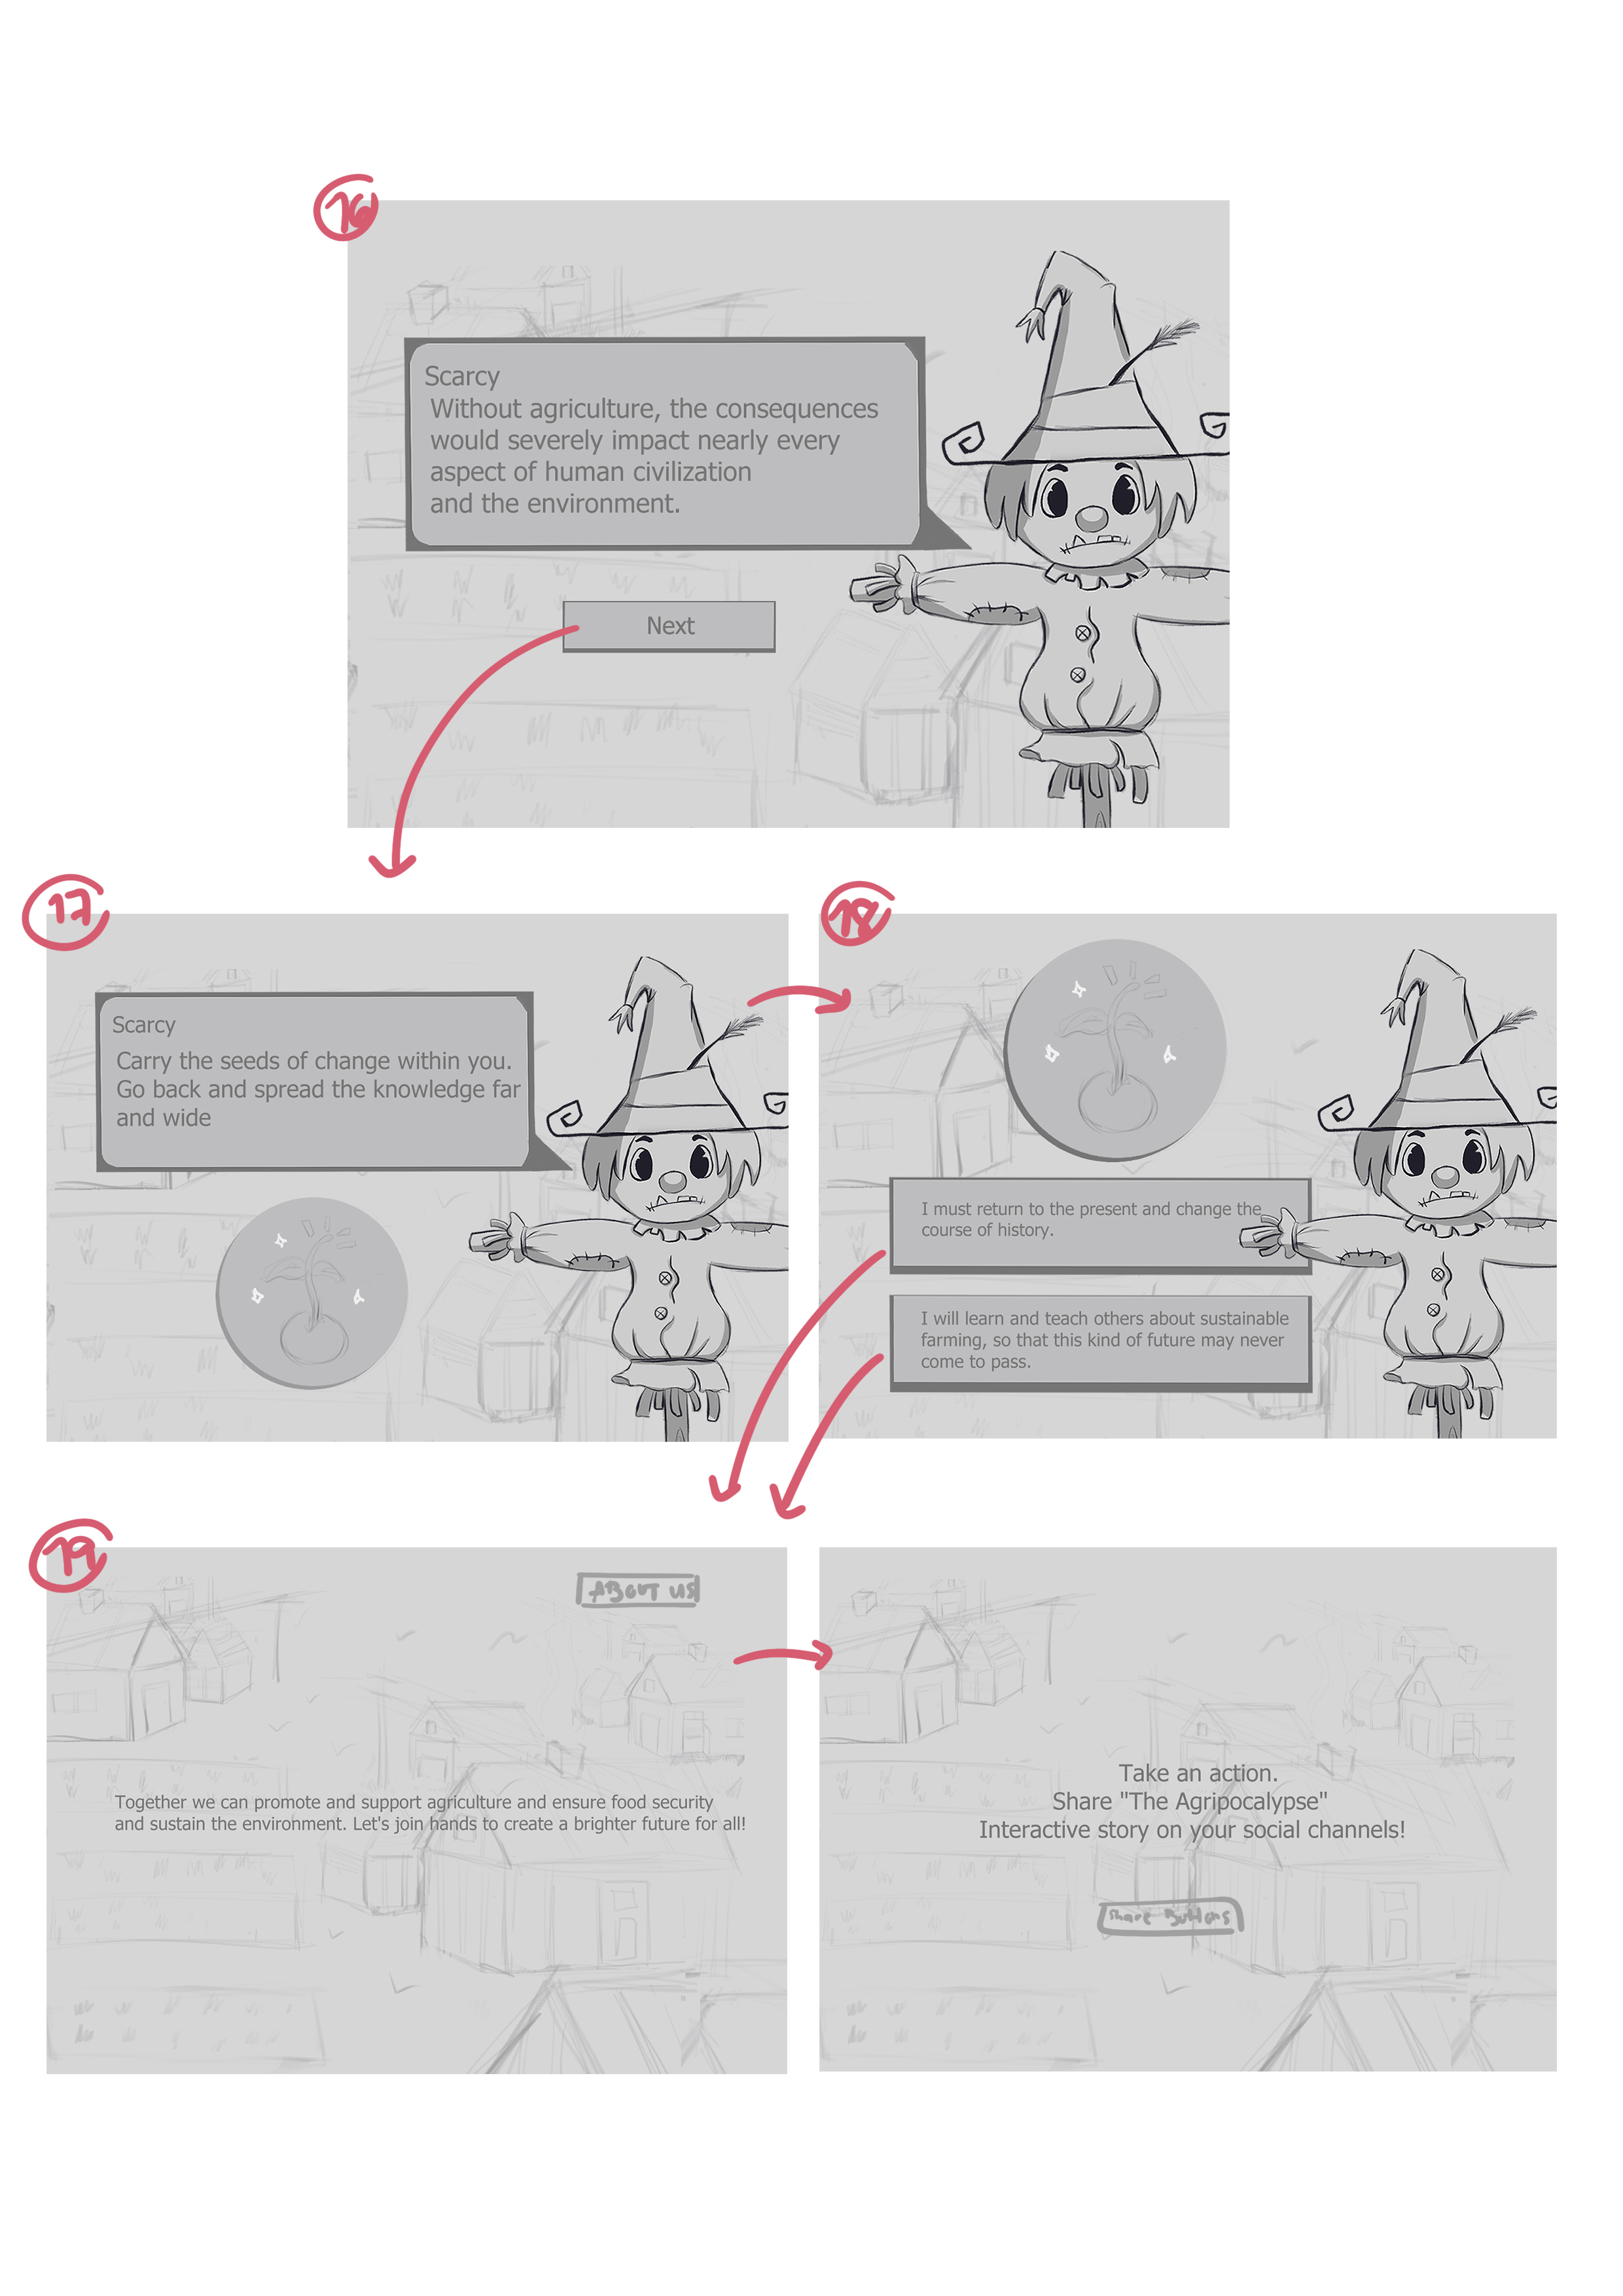 16
Scarcy
Without agriculture, the consequences
would severely impact nearly every
aspect of human civilization
and the environment.
Next
17
Scarcy
Carry the seeds of change within you.
Go back and spread the knowledge far
and wide
18
I must return to the present and change the
course of history.
I will learn and teach others about sustainable
farming, so that this kind of future may never
come to pass.
19
ABOUT US
Together we can promote and support agriculture and ensure food security
and sustain the environment. Let's join hands to create a brighter future for all!
Take an action.
Share "The Agripocalypse"
Interactive story on your social channels!
Share Buttons